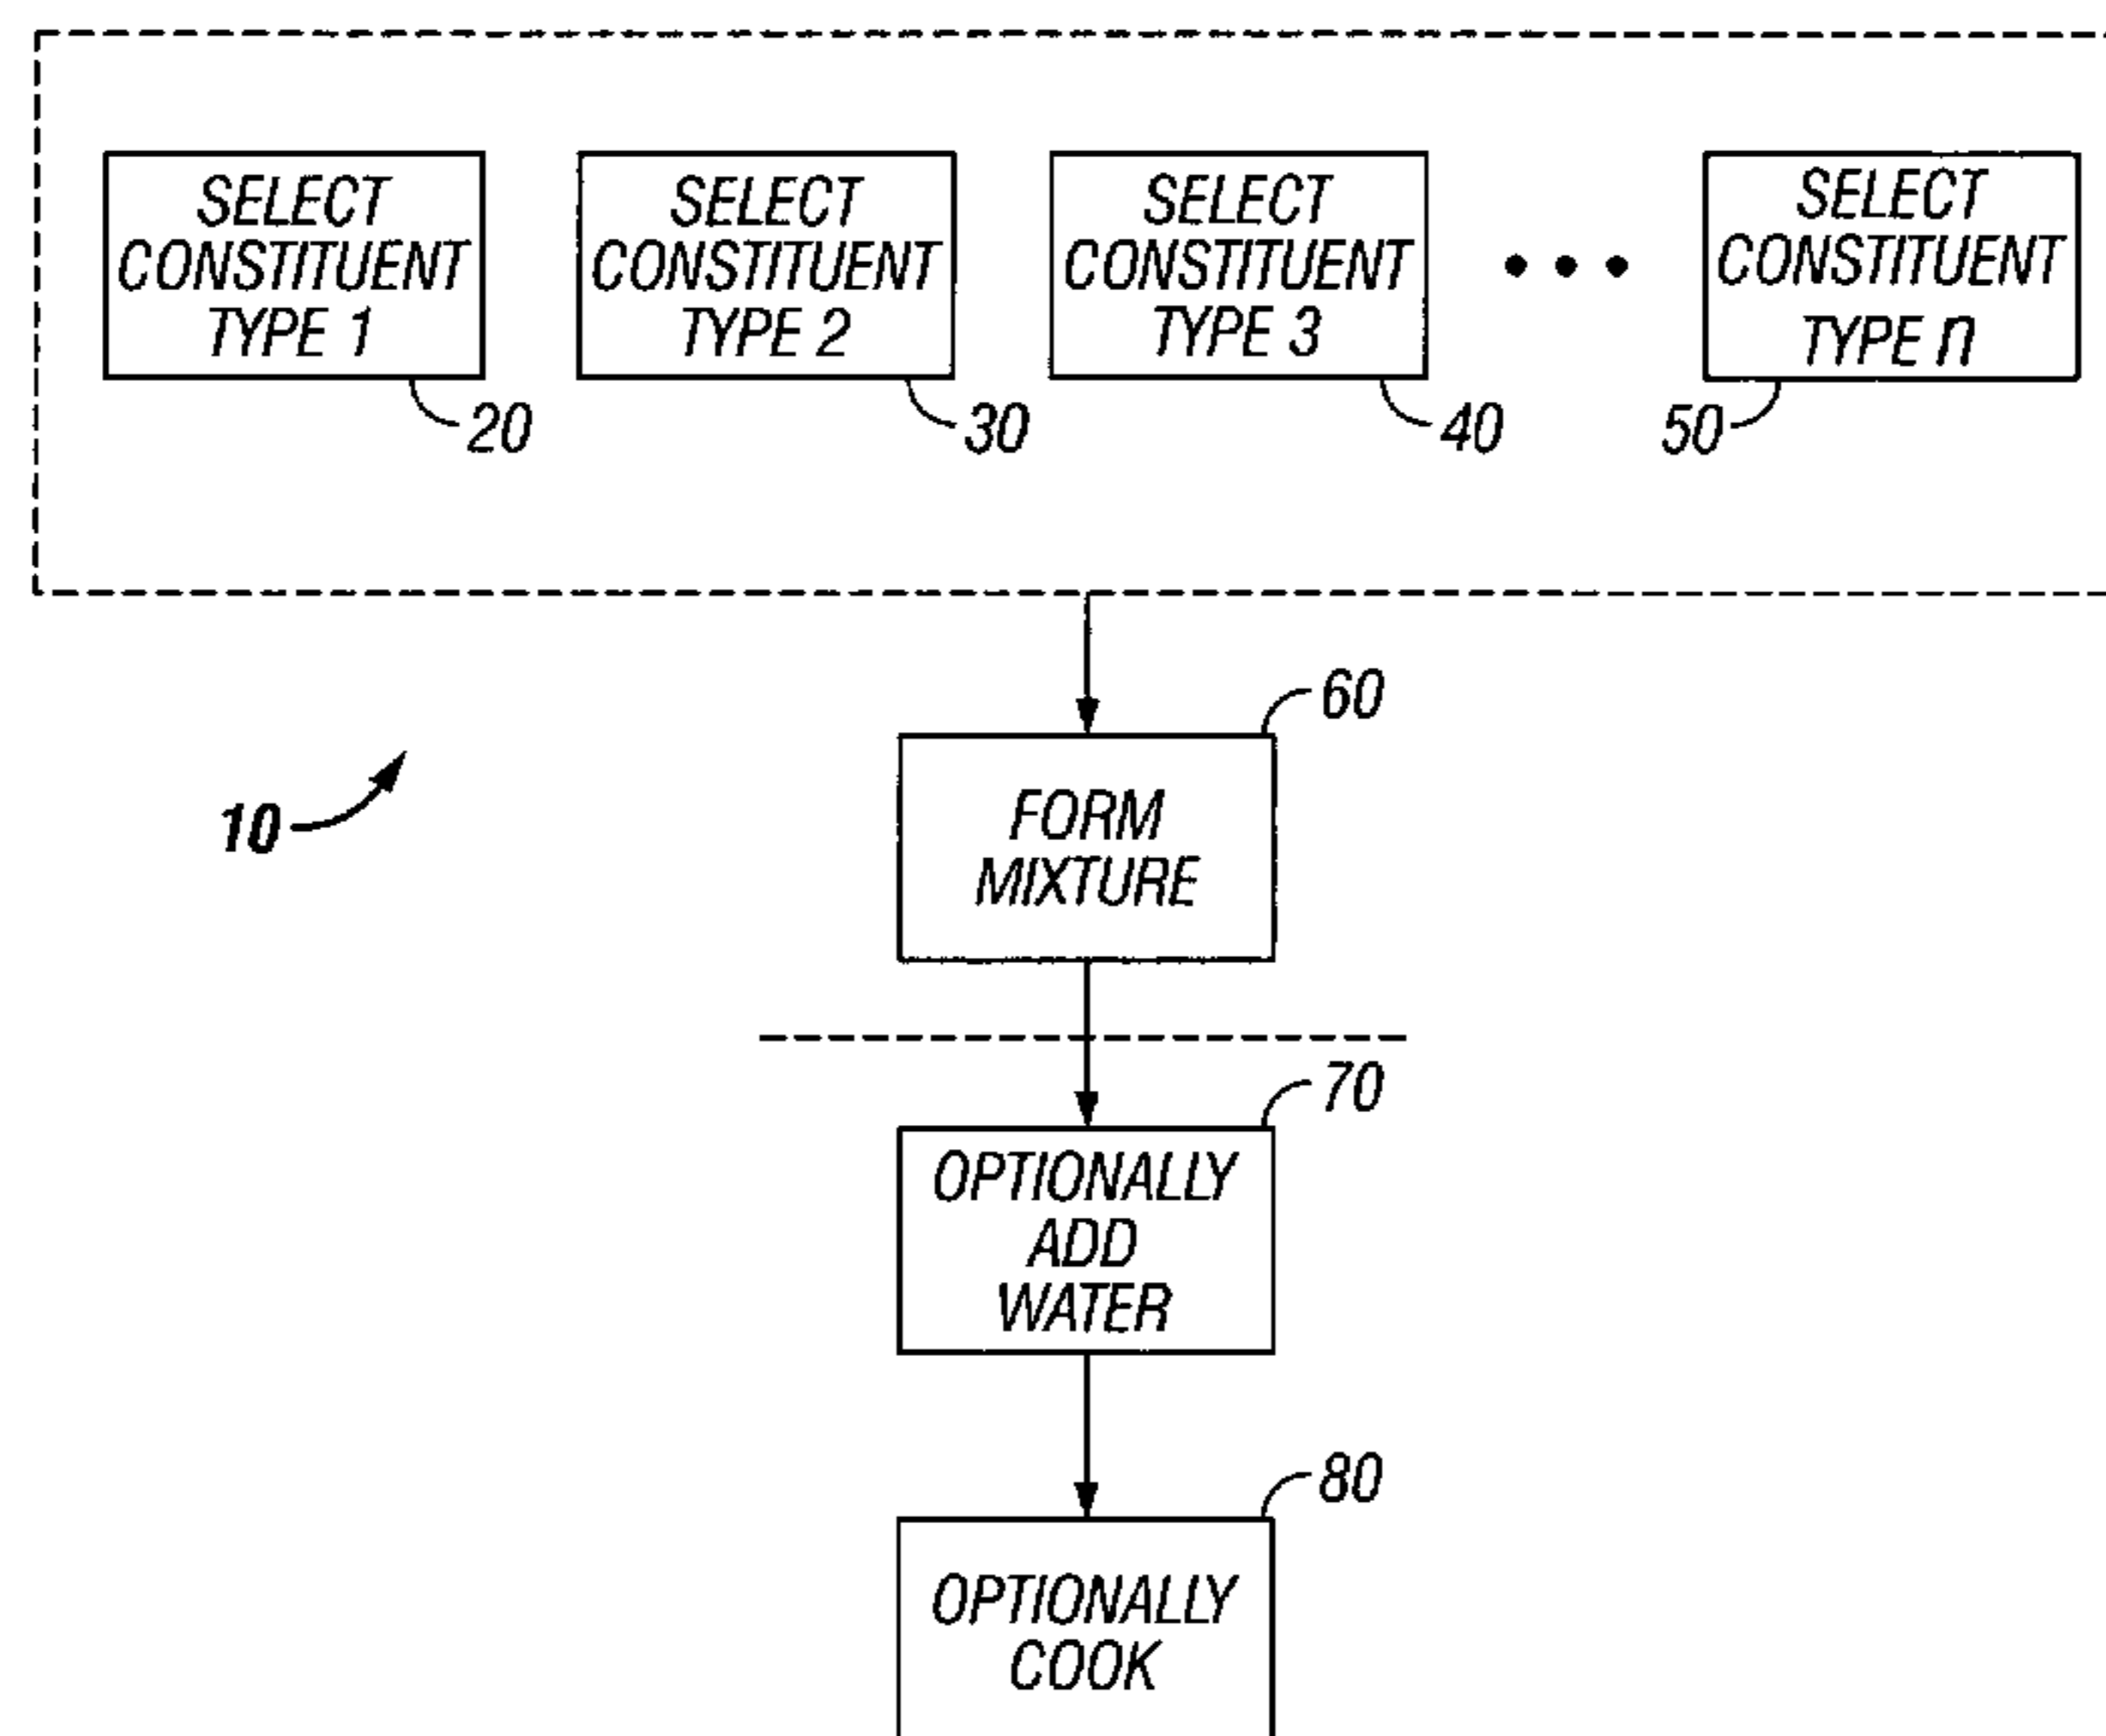 SELECT
CONSTITUENT
TYPE 1
20
SELECT
CONSTITUENT
TYPE 2
30
SELECT
CONSTITUENT
TYPE 3
40
• • •
SELECT
CONSTITUENT
TYPE n
50
10
60
FORM
MIXTURE
70
OPTIONALLY
ADD
WATER
80
OPTIONALLY
COOK